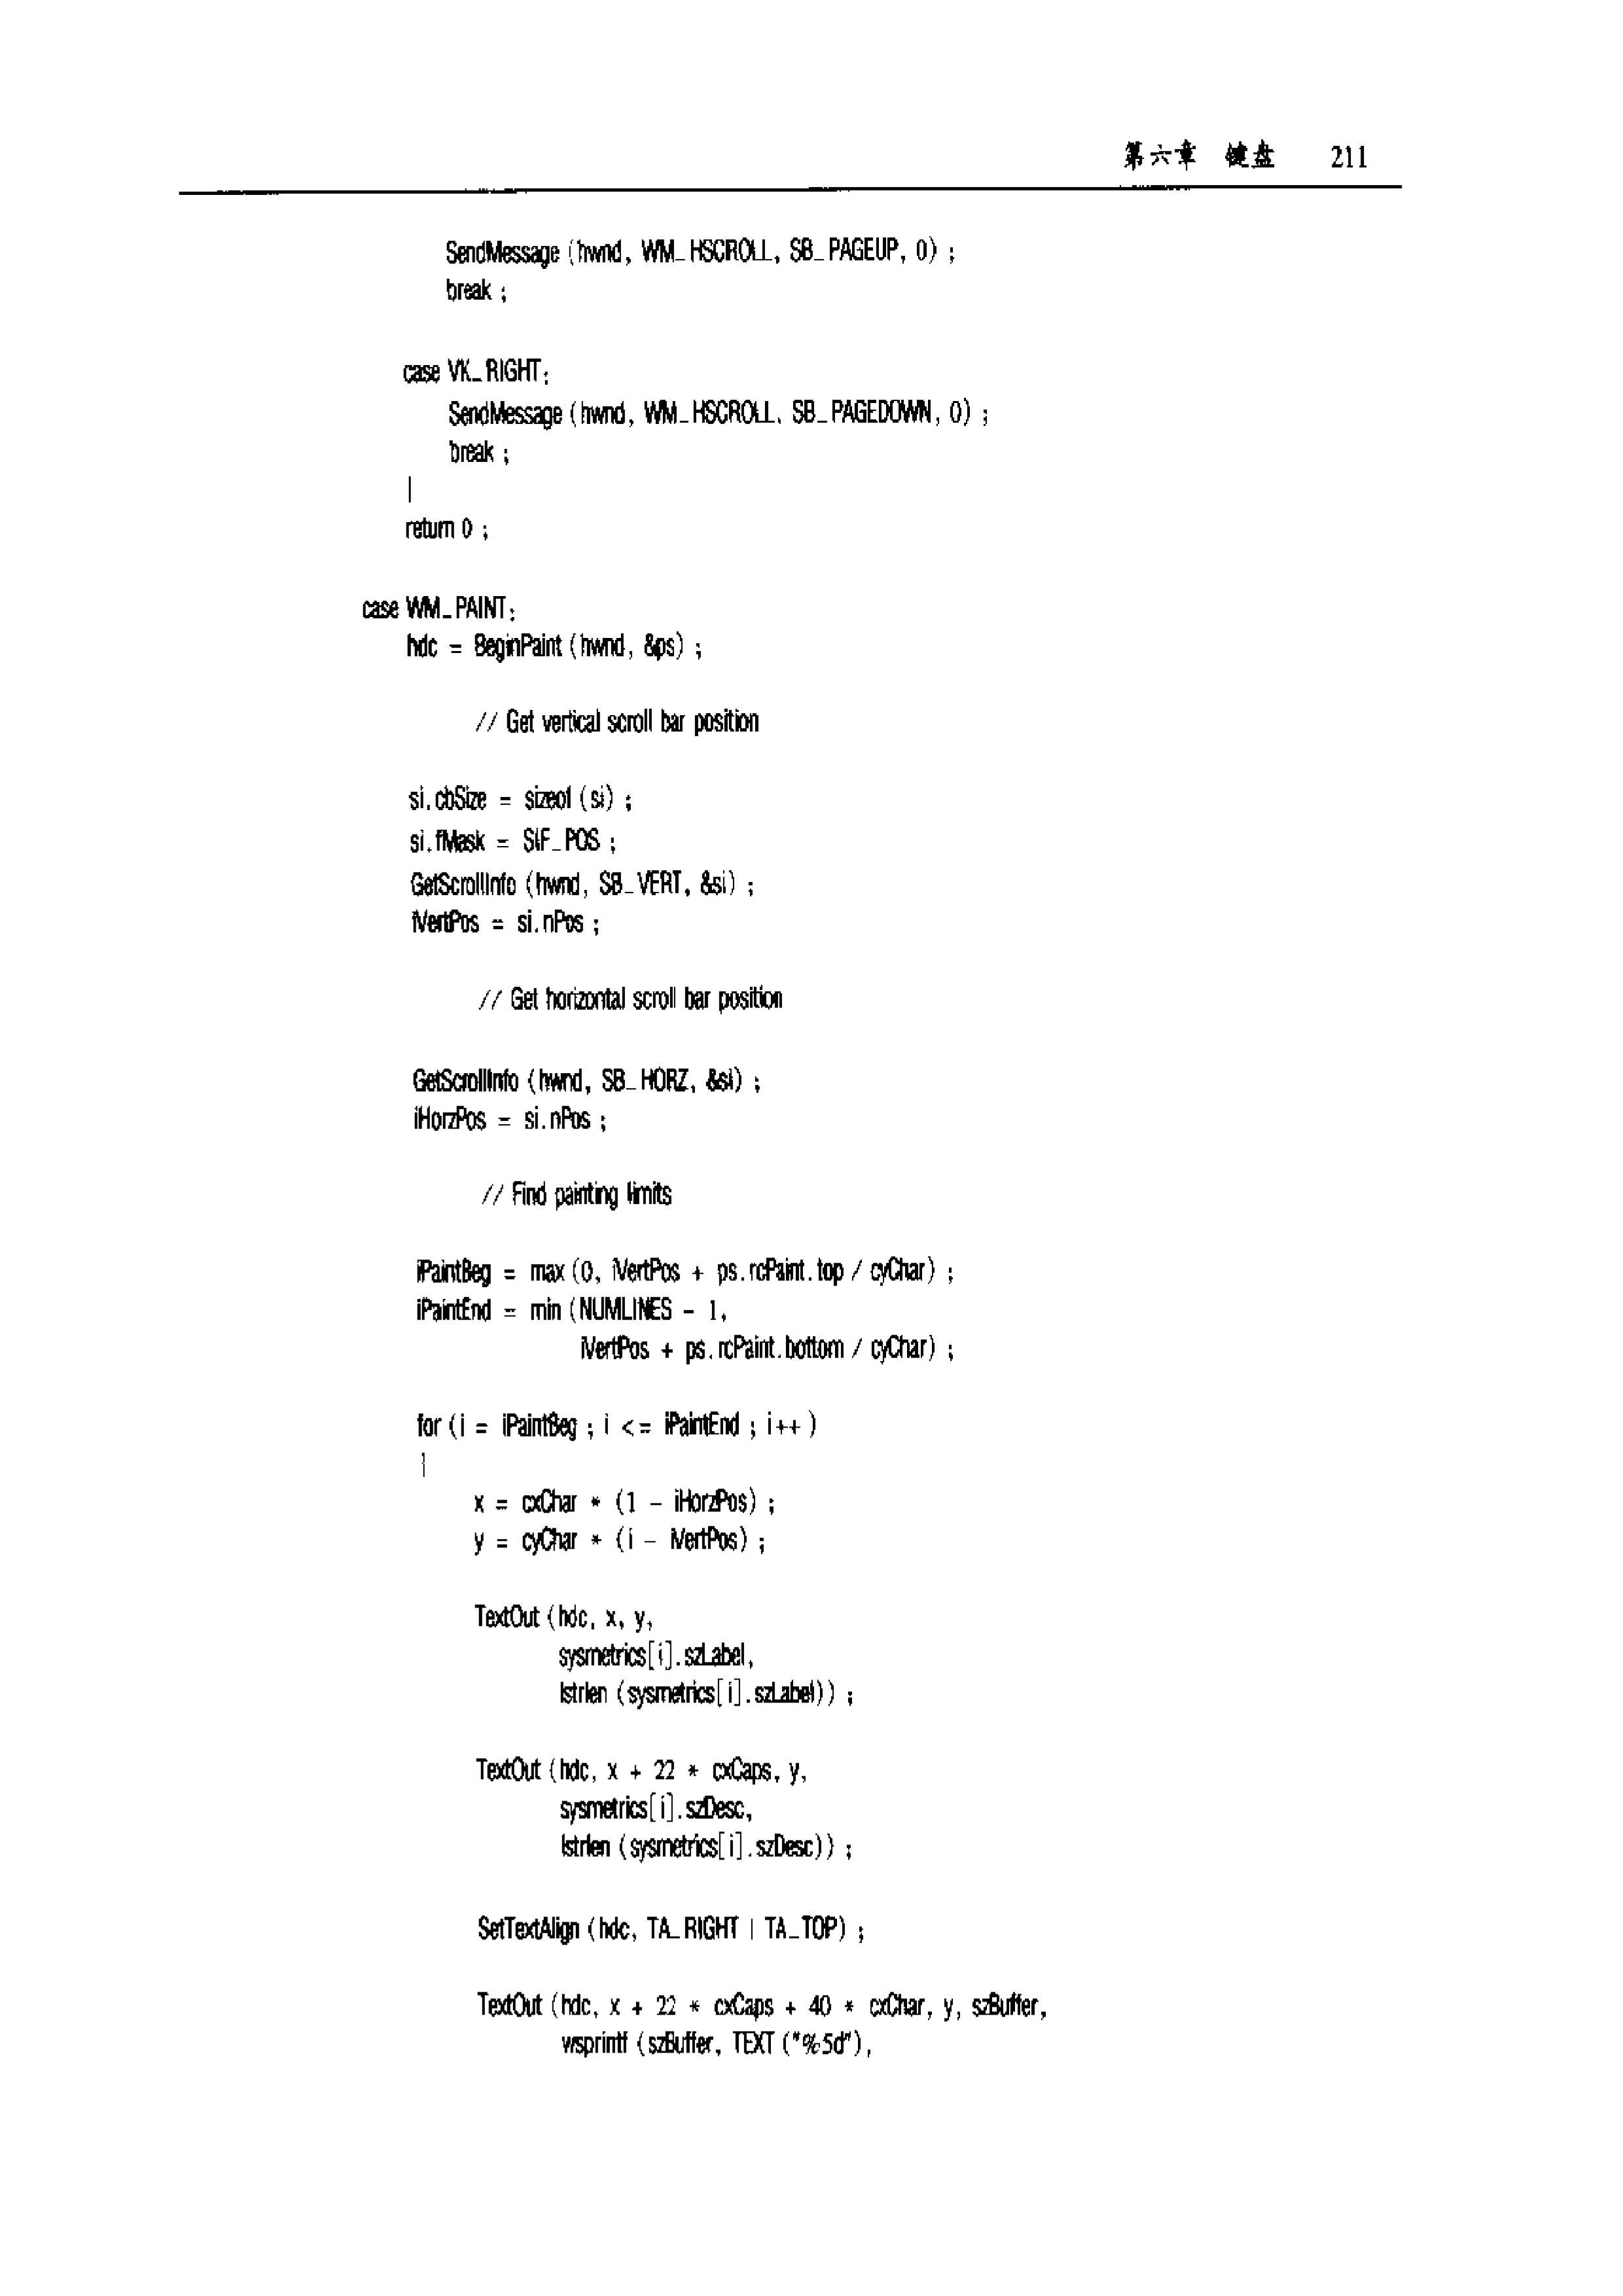 第六章 键盘 211
SendMessage (hwnd, WM_HSCROLL, SB_PAGEUP, 0) ;
break ;
case VK_RIGHT:
SendMessage (hwnd, WM_HSCROLL, SB_PAGEDOWN, 0) ;
break ;
}
return 0 ;
case WM_PAINT:
hdc = BeginPaint (hwnd, &ps) ;
// Get vertical scroll bar position
si.cbSize = sizeof (si) ;
si.fMask = SIF_POS ;
GetScrollInfo (hwnd, SB_VERT, &si) ;
iVertPos = si.nPos ;
// Get horizontal scroll bar position
GetScrollInfo (hwnd, SB_HORZ, &si) ;
iHorzPos = si.nPos ;
// Find painting limits
iPaintBeg = max (0, iVertPos + ps.rcPaint.top / cyChar) ;
iPaintEnd = min (NUMLINES - 1,
iVertPos + ps.rcPaint.bottom / cyChar) ;
for (i = iPaintBeg ; i <= iPaintEnd ; i++ )
{
x = cxChar * (1 - iHorzPos) ;
y = cyChar * (i - iVertPos) ;
TextOut (hdc, x, y,
sysmetrics[i].szLabel,
lstrlen (sysmetrics[i].szLabel)) ;
TextOut (hdc, x + 22 * cxCaps, y,
sysmetrics[i].szDesc,
lstrlen (sysmetrics[i].szDesc)) ;
SetTextAlign (hdc, TA_RIGHT | TA_TOP) ;
TextOut (hdc, x + 22 * cxCaps + 40 * cxChar, y, szBuffer,
wsprintf (szBuffer, TEXT ("%5d"),